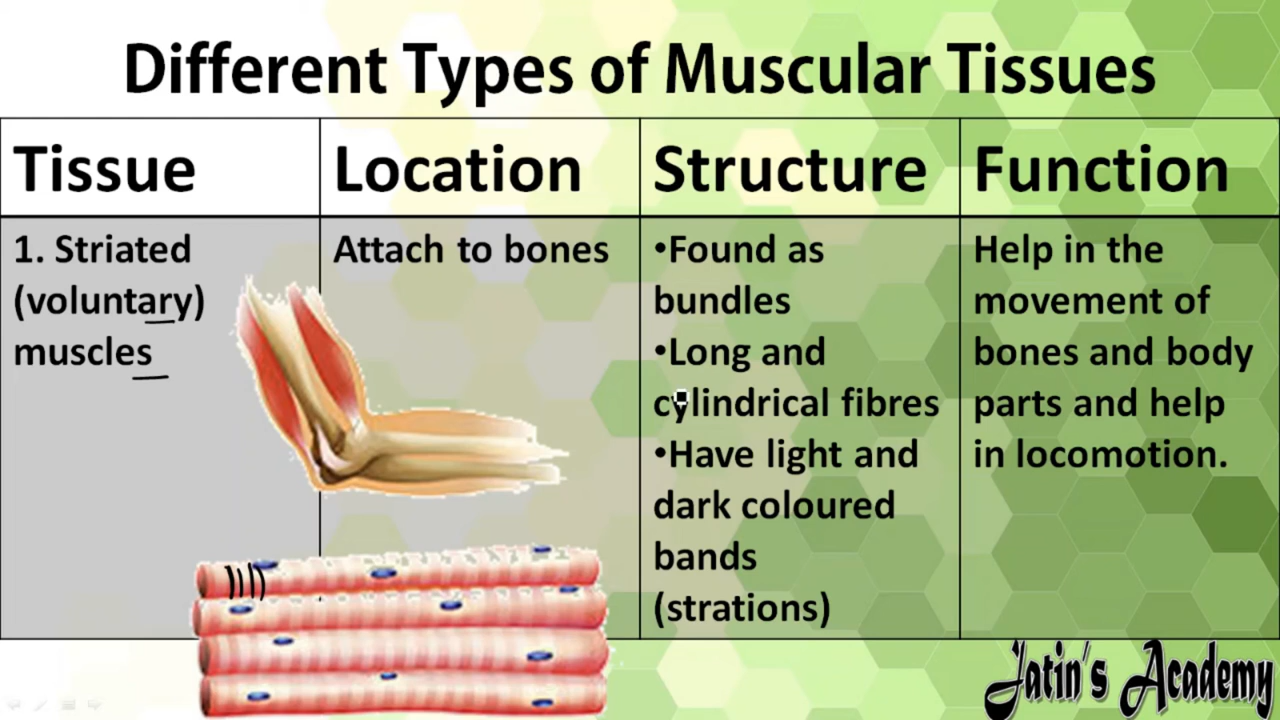 Different Types of Muscular Tissues
Tissue
Location
Structure
Function
1. Striated
(voluntary)
muscles
Attach to bones
•Found as
bundles
•Long and
cylindrical fibres
•Have light and
dark coloured
bands
(strations)
Help in the
movement of
bones and body
parts and help
in locomotion.
Jatin's Academy